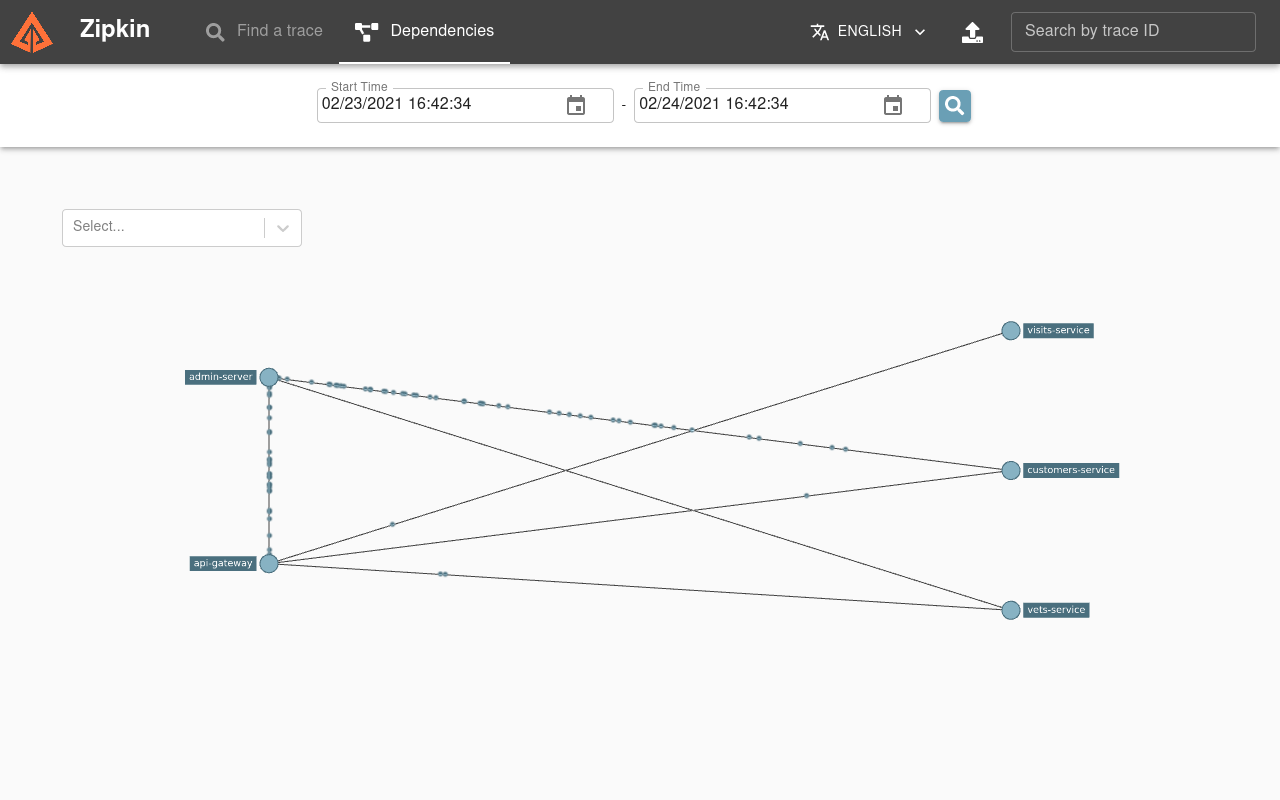 Zipkin
Find a trace
Dependencies
ENGLISH
Search by trace ID
Start Time
02/23/2021 16:42:34
-
End Time
02/24/2021 16:42:34
Select...
visits-service
admin-server
customers-service
api-gateway
vets-service